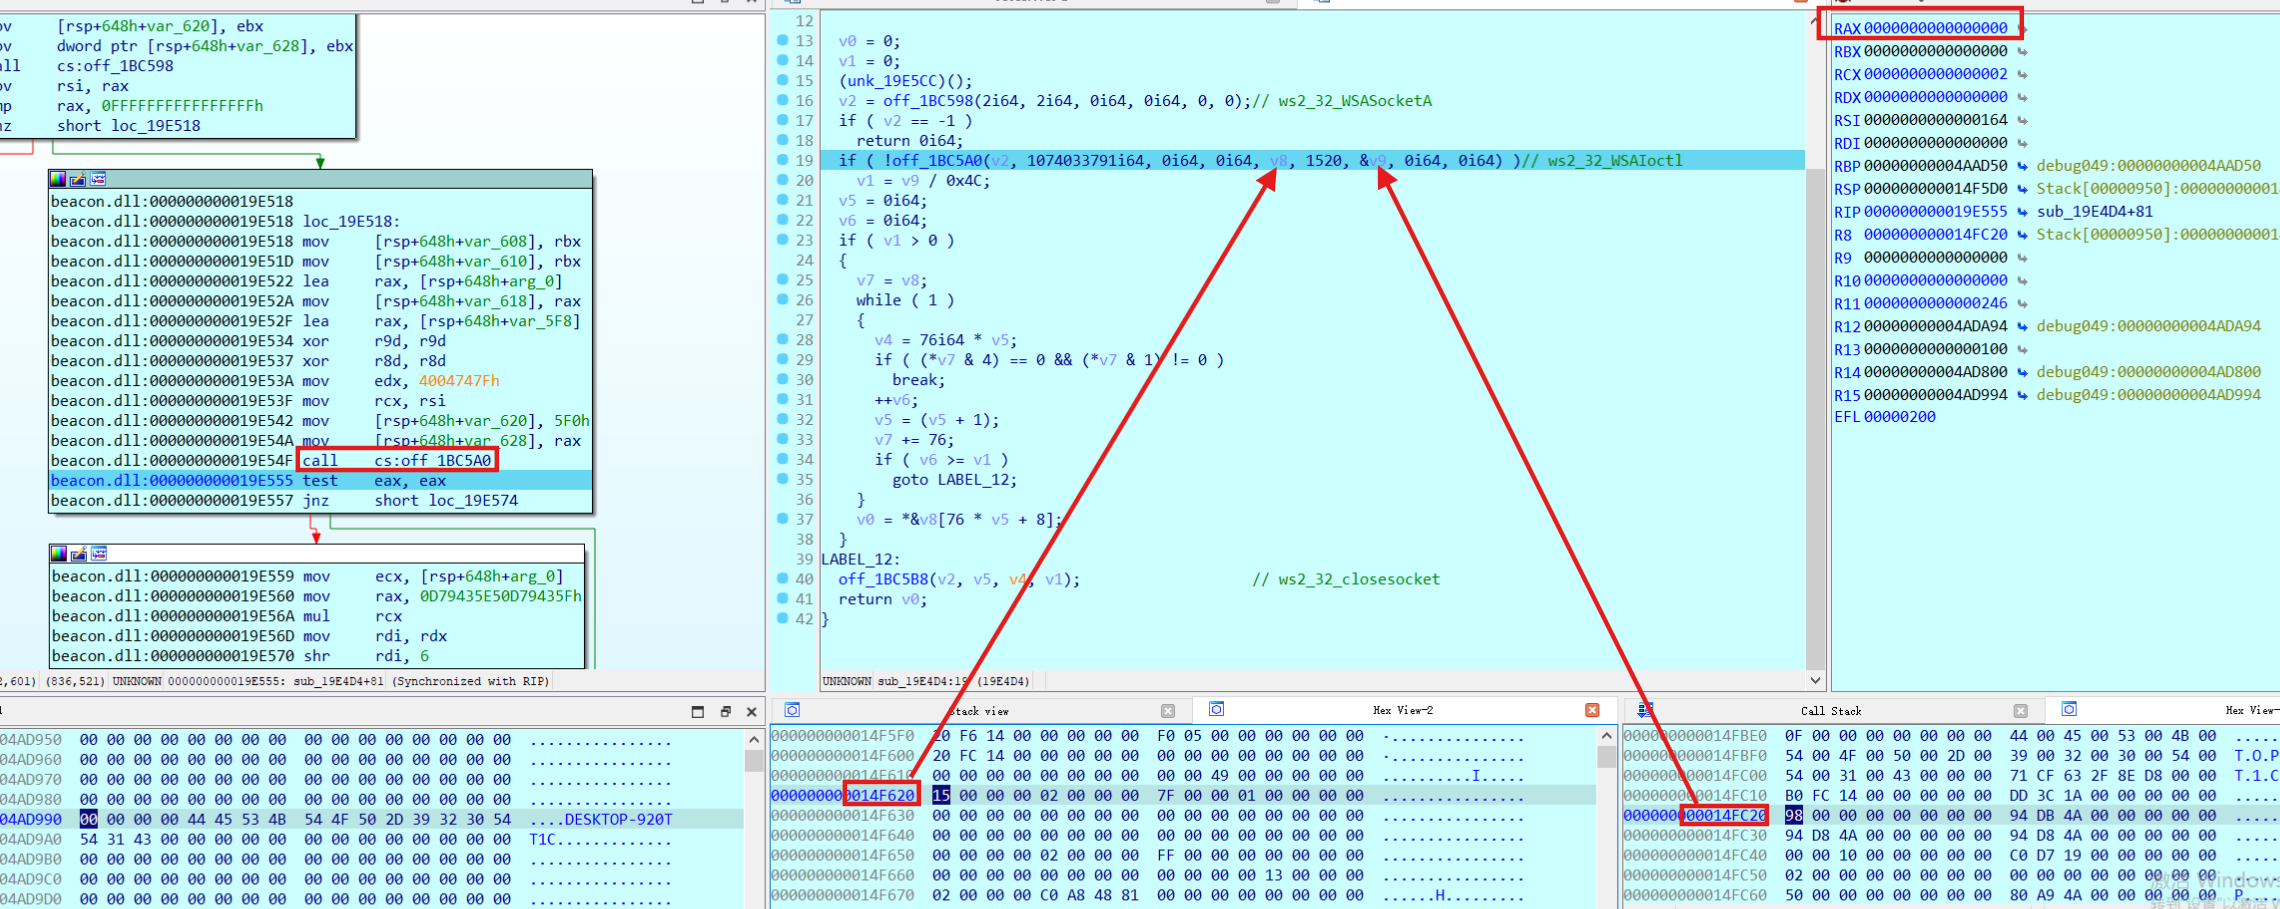 ov [rsp+648h+var_620], ebx
ov dword ptr [rsp+648h+var_628], ebx
all cs:off_1BC598
ov rsi, rax
mp rax, 0FFFFFFFFFFFFFFFFh
nz short loc_19E518
beacon.dll:000000000019E518
beacon.dll:000000000019E518 loc_19E518:
beacon.dll:000000000019E518 mov [rsp+648h+var_608], rbx
beacon.dll:000000000019E51D mov [rsp+648h+var_610], rbx
beacon.dll:000000000019E522 lea rax, [rsp+648h+arg_0]
beacon.dll:000000000019E52A mov [rsp+648h+var_618], rax
beacon.dll:000000000019E52F lea rax, [rsp+648h+var_5F8]
beacon.dll:000000000019E534 xor r9d, r9d
beacon.dll:000000000019E537 xor r8d, r8d
beacon.dll:000000000019E53A mov edx, 4004747Fh
beacon.dll:000000000019E53F mov rcx, rsi
beacon.dll:000000000019E542 mov [rsp+648h+var_620], 5F0h
beacon.dll:000000000019E54A mov [rsp+648h+var_628], rax
beacon.dll:000000000019E54F call cs:off_1BC5A0
beacon.dll:000000000019E555 test eax, eax
beacon.dll:000000000019E557 jnz short loc_19E574
beacon.dll:000000000019E559 mov ecx, [rsp+648h+arg_0]
beacon.dll:000000000019E560 mov rax, 0D79435E50D79435Fh
beacon.dll:000000000019E56A mul rcx
beacon.dll:000000000019E56D mov rdi, rdx
beacon.dll:000000000019E570 shr rdi, 6
2,601) (836,521) UNKNOWN 000000000019E555: sub_19E4D4+81 (Synchronized with RIP)
12
13 v0 = 0;
14 v1 = 0;
15 (unk_19E5CC)();
16 v2 = off_1BC598(2i64, 2i64, 0i64, 0i64, 0, 0);// ws2_32_WSASocketA
17 if ( v2 == -1 )
18 return 0i64;
19 if ( !off_1BC5A0(v2, 1074033791i64, 0i64, 0i64, v8, 1520, &v9, 0i64, 0i64) )// ws2_32_WSAIoctl
20 v1 = v9 / 0x4C;
21 v5 = 0i64;
22 v6 = 0i64;
23 if ( v1 > 0 )
24 {
25 v7 = v8;
26 while ( 1 )
27 {
28 v4 = 76i64 * v5;
29 if ( (*v7 & 4) == 0 && (*v7 & 1) != 0 )
30 break;
31 ++v6;
32 v5 = (v5 + 1);
33 v7 += 76;
34 if ( v6 >= v1 )
35 goto LABEL_12;
36 }
37 v0 = *&v8[76 * v5 + 8];
38 }
39 LABEL_12:
40 off_1BC5B8(v2, v5, v4, v1); // ws2_32_closesocket
41 return v0;
42 }
UNKNOWN sub_19E4D4:19 (19E4D4)
RAX 0000000000000000
RBX 0000000000000000
RCX 0000000000000002
RDX 0000000000000000
RSI 0000000000000164
RDI 0000000000000000
RBP 00000000004AAD50 debug049:00000000004AAD50
RSP 000000000014F5D0 Stack[00000950]:00000000001
RIP 000000000019E555 sub_19E4D4+81
R8 000000000014FC20 Stack[00000950]:00000000001
R9 0000000000000000
R10 0000000000000000
R11 0000000000000246
R12 00000000004ADA94 debug049:00000000004ADA94
R13 0000000000000100
R14 00000000004AD800 debug049:00000000004AD800
R15 00000000004AD994 debug049:00000000004AD994
EFL 00000200
04AD950 00 00 00 00 00 00 00 00 00 00 00 00 00 00 00 00 ................
04AD960 00 00 00 00 00 00 00 00 00 00 00 00 00 00 00 00 ................
04AD970 00 00 00 00 00 00 00 00 00 00 00 00 00 00 00 00 ................
04AD980 00 00 00 00 00 00 00 00 00 00 00 00 00 00 00 00 ................
04AD990 00 00 00 00 44 45 53 4B 54 4F 50 2D 39 32 30 54 ....DESKTOP-920T
04AD9A0 54 31 43 00 00 00 00 00 00 00 00 00 00 00 00 00 T1C.............
04AD9B0 00 00 00 00 00 00 00 00 00 00 00 00 00 00 00 00 ................
04AD9C0 00 00 00 00 00 00 00 00 00 00 00 00 00 00 00 00 ................
04AD9D0 00 00 00 00 00 00 00 00 00 00 00 00 00 00 00 00 ................
Stack view Hex View-2
000000000014F5F0 20 F6 14 00 00 00 00 00 F0 05 00 00 00 00 00 00 ................
000000000014F600 20 FC 14 00 00 00 00 00 00 00 00 00 00 00 00 00 ................
000000000014F610 00 00 00 00 00 00 00 00 00 00 49 00 00 00 00 00 ..........I.....
000000000014F620 15 00 00 00 02 00 00 00 7F 00 00 01 00 00 00 00 ................
000000000014F630 00 00 00 00 00 00 00 00 00 00 00 00 00 00 00 00 ................
000000000014F640 00 00 00 00 00 00 00 00 00 00 00 00 00 00 00 00 ................
000000000014F650 00 00 00 00 02 00 00 00 FF 00 00 00 00 00 00 00 ................
000000000014F660 00 00 00 00 00 00 00 00 00 00 00 00 13 00 00 00 ................
000000000014F670 02 00 00 00 C0 A8 48 81 00 00 00 00 00 00 00 00 ......H.........
Call Stack Hex View-
000000000014FBE0 0F 00 00 00 00 00 00 00 44 00 45 00 53 00 4B 00 .....
000000000014FBF0 54 00 4F 00 50 00 2D 00 39 00 32 00 30 00 54 00 T.O.P
000000000014FC00 54 00 31 00 43 00 00 00 71 CF 63 2F 8E D8 00 00 T.1.C
000000000014FC10 B0 FC 14 00 00 00 00 00 DD 3C 1A 00 00 00 00 00 .....
000000000014FC20 98 00 00 00 00 00 00 00 94 DB 4A 00 00 00 00 00 .....
000000000014FC30 94 D8 4A 00 00 00 00 00 94 D8 4A 00 00 00 00 00 .....
000000000014FC40 00 00 10 00 00 00 00 00 C0 D7 19 00 00 00 00 00 .....
000000000014FC50 02 00 00 00 00 00 00 00 00 00 00 00 00 00 00 00 .....
000000000014FC60 50 00 00 00 00 00 00 00 80 A9 4A 00 00 00 00 00 P....
激活 Windows